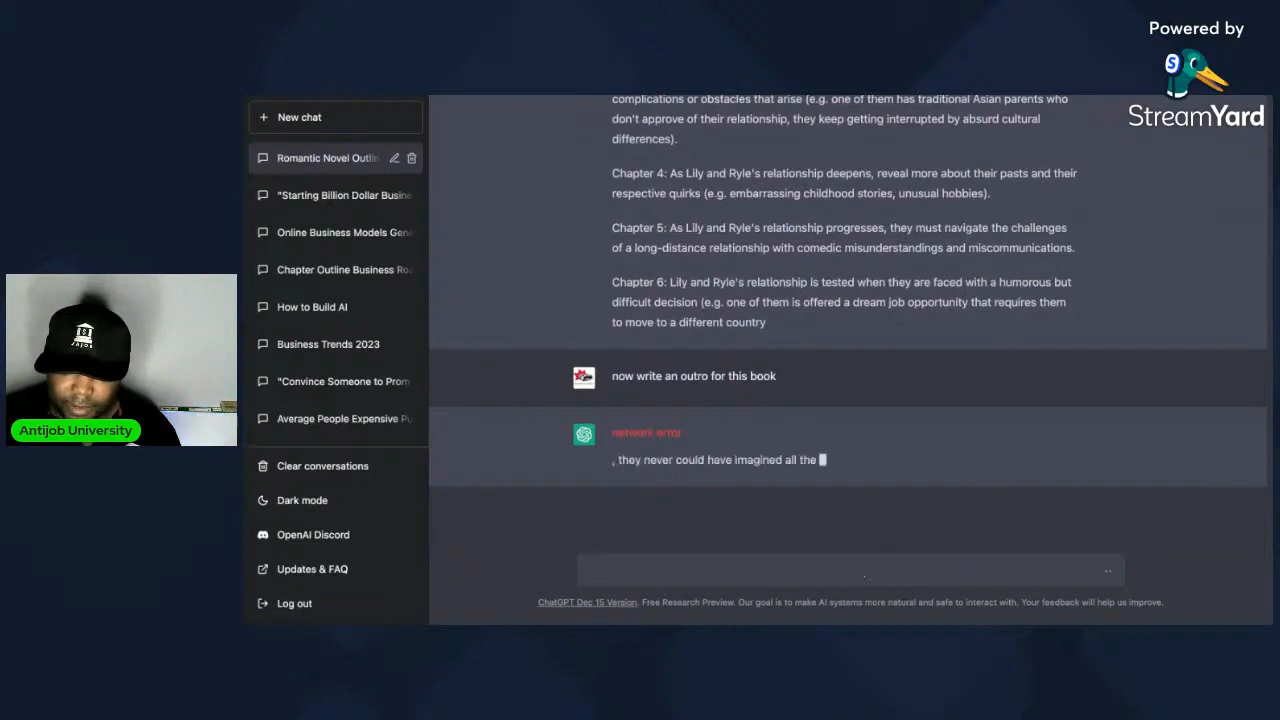 Powered by
StreamYard
New chat
Romantic Novel Outlin
"Starting Billion Dollar Busine
Online Business Models Gen
Chapter Outline Business Ro
How to Build AI
Business Trends 2023
"Convince Someone to Prom
Average People Expensive Pu
Clear conversations
Dark mode
OpenAI Discord
Updates & FAQ
Log out
complications or obstacles that arise (e.g. one of them has traditional Asian parents who
don't approve of their relationship, they keep getting interrupted by absurd cultural
differences).
Chapter 4: As Lily and Ryle's relationship deepens, reveal more about their pasts and their
respective quirks (e.g. embarrassing childhood stories, unusual hobbies).
Chapter 5: As Lily and Ryle's relationship progresses, they must navigate the challenges
of a long-distance relationship with comedic misunderstandings and miscommunications.
Chapter 6: Lily and Ryle's relationship is tested when they are faced with a humorous but
difficult decision (e.g. one of them is offered a dream job opportunity that requires them
to move to a different country
now write an outro for this book
network error
, they never could have imagined all the
ChatGPT Dec 15 Version. Free Research Preview. Our goal is to make AI systems more natural and safe to interact with. Your feedback will help us improve.
Antijob University